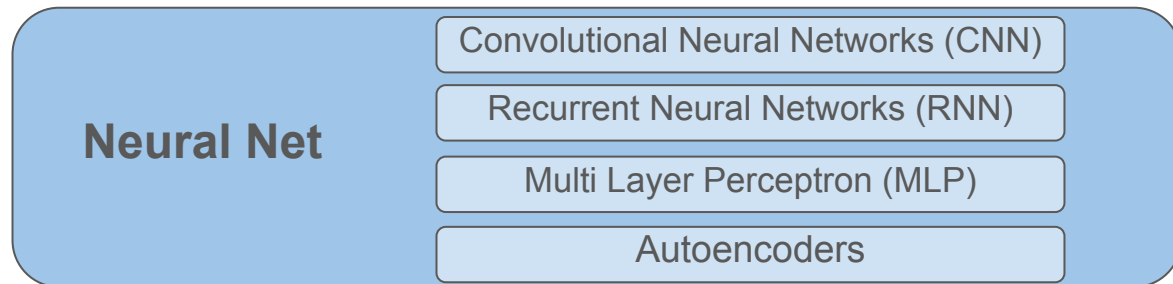 Neural Net
Convolutional Neural Networks (CNN)
Recurrent Neural Networks (RNN)
Multi Layer Perceptron (MLP)
Autoencoders